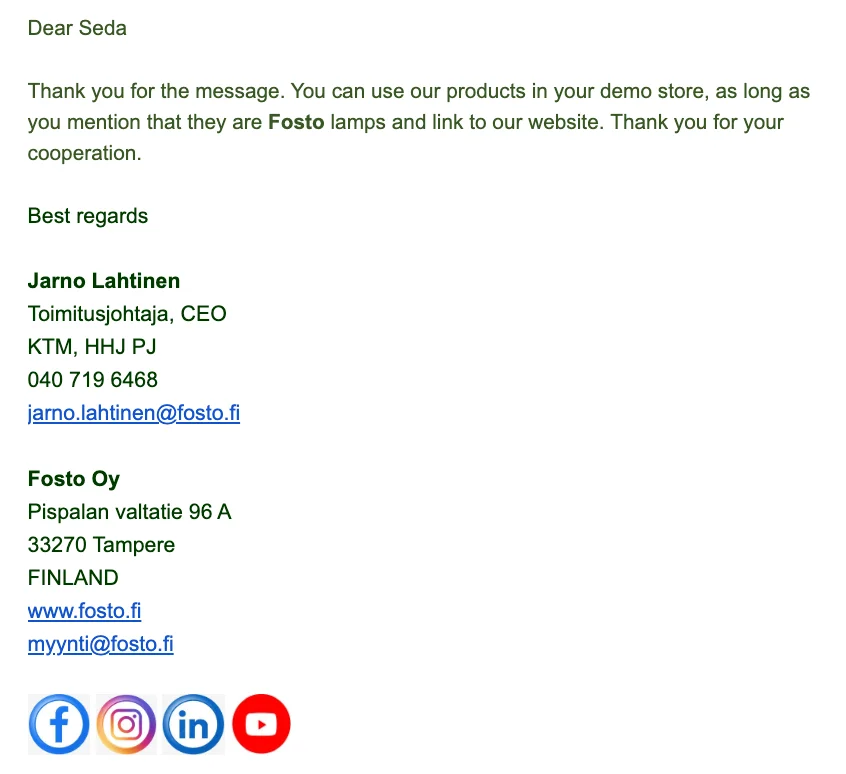 Dear Seda
Thank you for the message. You can use our products in your demo store, as long as
you mention that they are Fosto lamps and link to our website. Thank you for your
cooperation.
Best regards
Jarno Lahtinen
Toimitusjohtaja, CEO
KTM, HHJ PJ
040 719 6468
jarno.lahtinen@fosto.fi
Fosto Oy
Pispalan valtatie 96 A
33270 Tampere
FINLAND
www.fosto.fi
myynti@fosto.fi